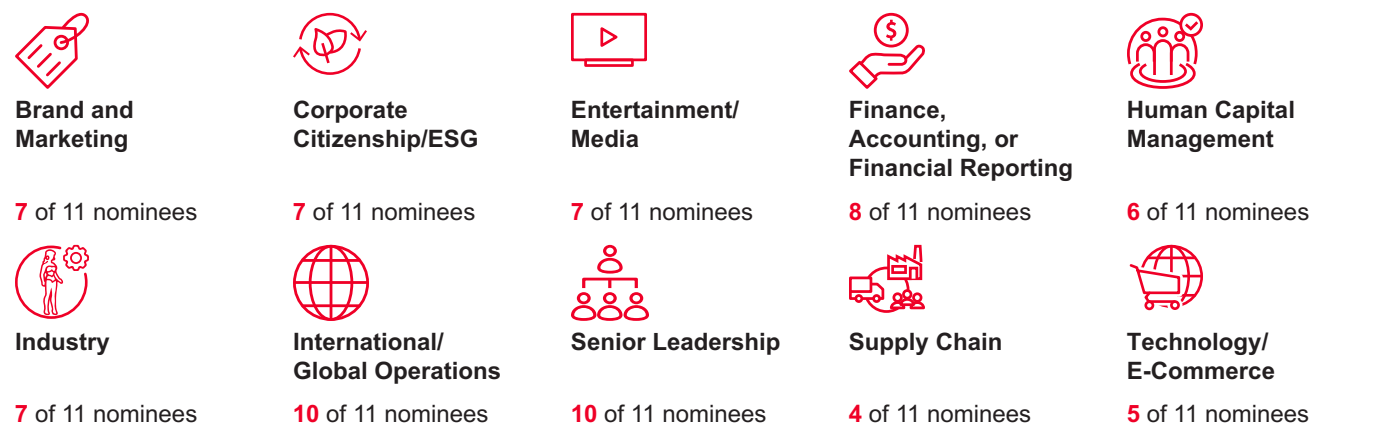 Brand and
Marketing
7 of 11 nominees
Corporate
Citizenship/ESG
7 of 11 nominees
Entertainment/
Media
7 of 11 nominees
Finance,
Accounting, or
Financial Reporting
8 of 11 nominees
Human Capital
Management
6 of 11 nominees
Industry
7 of 11 nominees
International/
Global Operations
10 of 11 nominees
Senior Leadership
10 of 11 nominees
Supply Chain
4 of 11 nominees
Technology/
E-Commerce
5 of 11 nominees